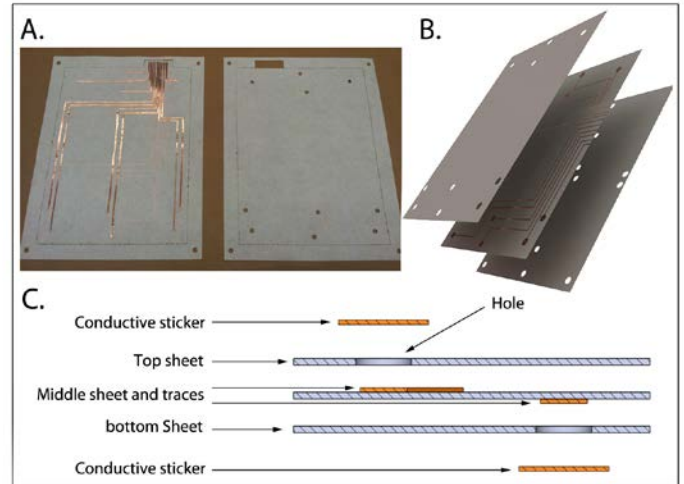 A.
B.
C.
Hole
Conductive sticker
Top sheet
Middle sheet and traces
bottom Sheet
Conductive sticker